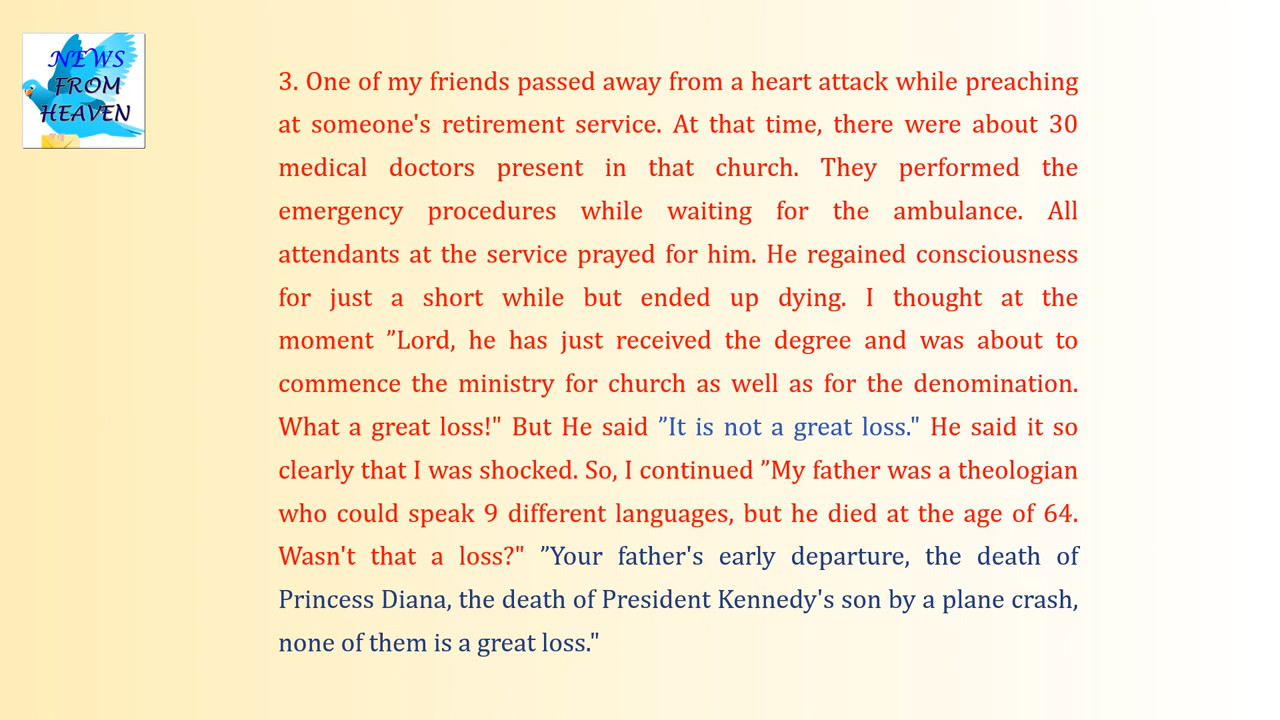 NEWS
FROM
HEAVEN
3. One of my friends passed away from a heart attack while preaching
at someone's retirement service. At that time, there were about 30
medical doctors present in that church. They performed the
emergency procedures while waiting for the ambulance. All
attendants at the service prayed for him. He regained consciousness
for just a short while but ended up dying. I thought at the
moment ”Lord, he has just received the degree and was about to
commence the ministry for church as well as for the denomination.
What a great loss!" But He said ”It is not a great loss." He said it so
clearly that I was shocked. So, I continued ”My father was a theologian
who could speak 9 different languages, but he died at the age of 64.
Wasn't that a loss?" ”Your father's early departure, the death of
Princess Diana, the death of President Kennedy's son by a plane crash,
none of them is a great loss."